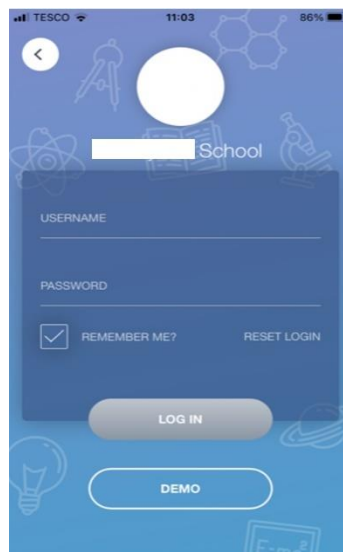 TESCO 11:03 86%
School
USERNAME
PASSWORD
REMEMBER ME? RESET LOGIN
LOG IN
DEMO